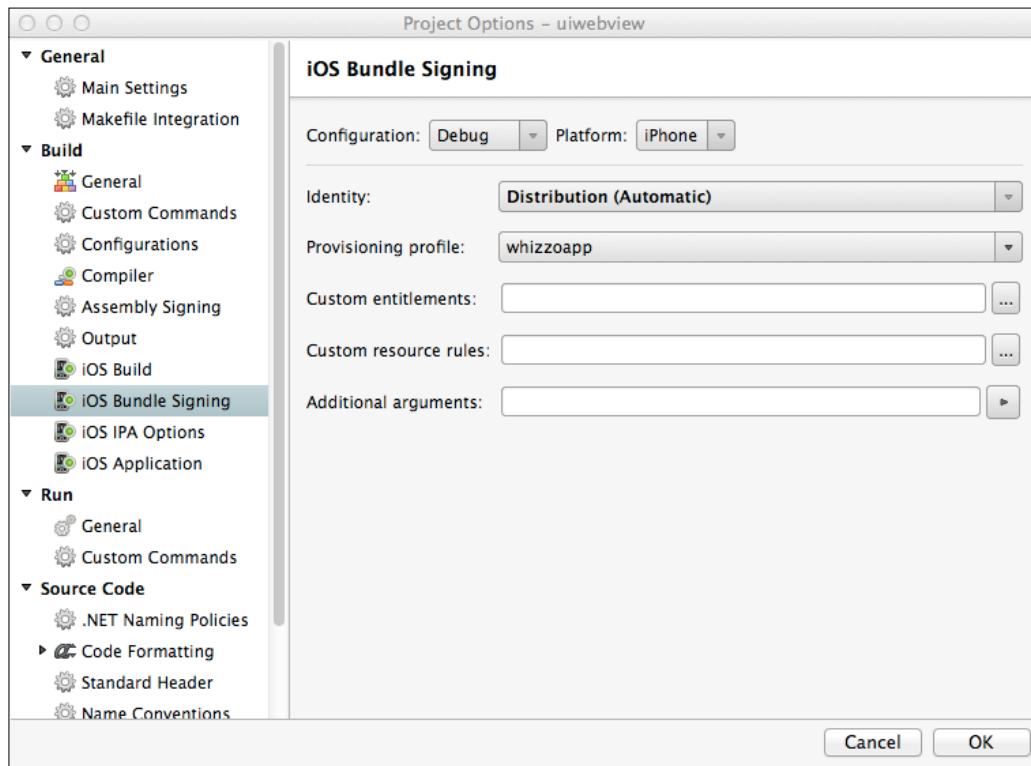 Project Options – uiwebview
General
Main Settings
Makefile Integration
Build
General
Custom Commands
Configurations
Compiler
Assembly Signing
Output
iOS Build
iOS Bundle Signing
iOS IPA Options
iOS Application
Run
General
Custom Commands
Source Code
.NET Naming Policies
Code Formatting
Standard Header
Name Conventions
iOS Bundle Signing
Configuration: Debug Platform: iPhone
Identity: Distribution (Automatic)
Provisioning profile: whizzoapp
Custom entitlements: ...
Custom resource rules: ...
Additional arguments:
Cancel OK